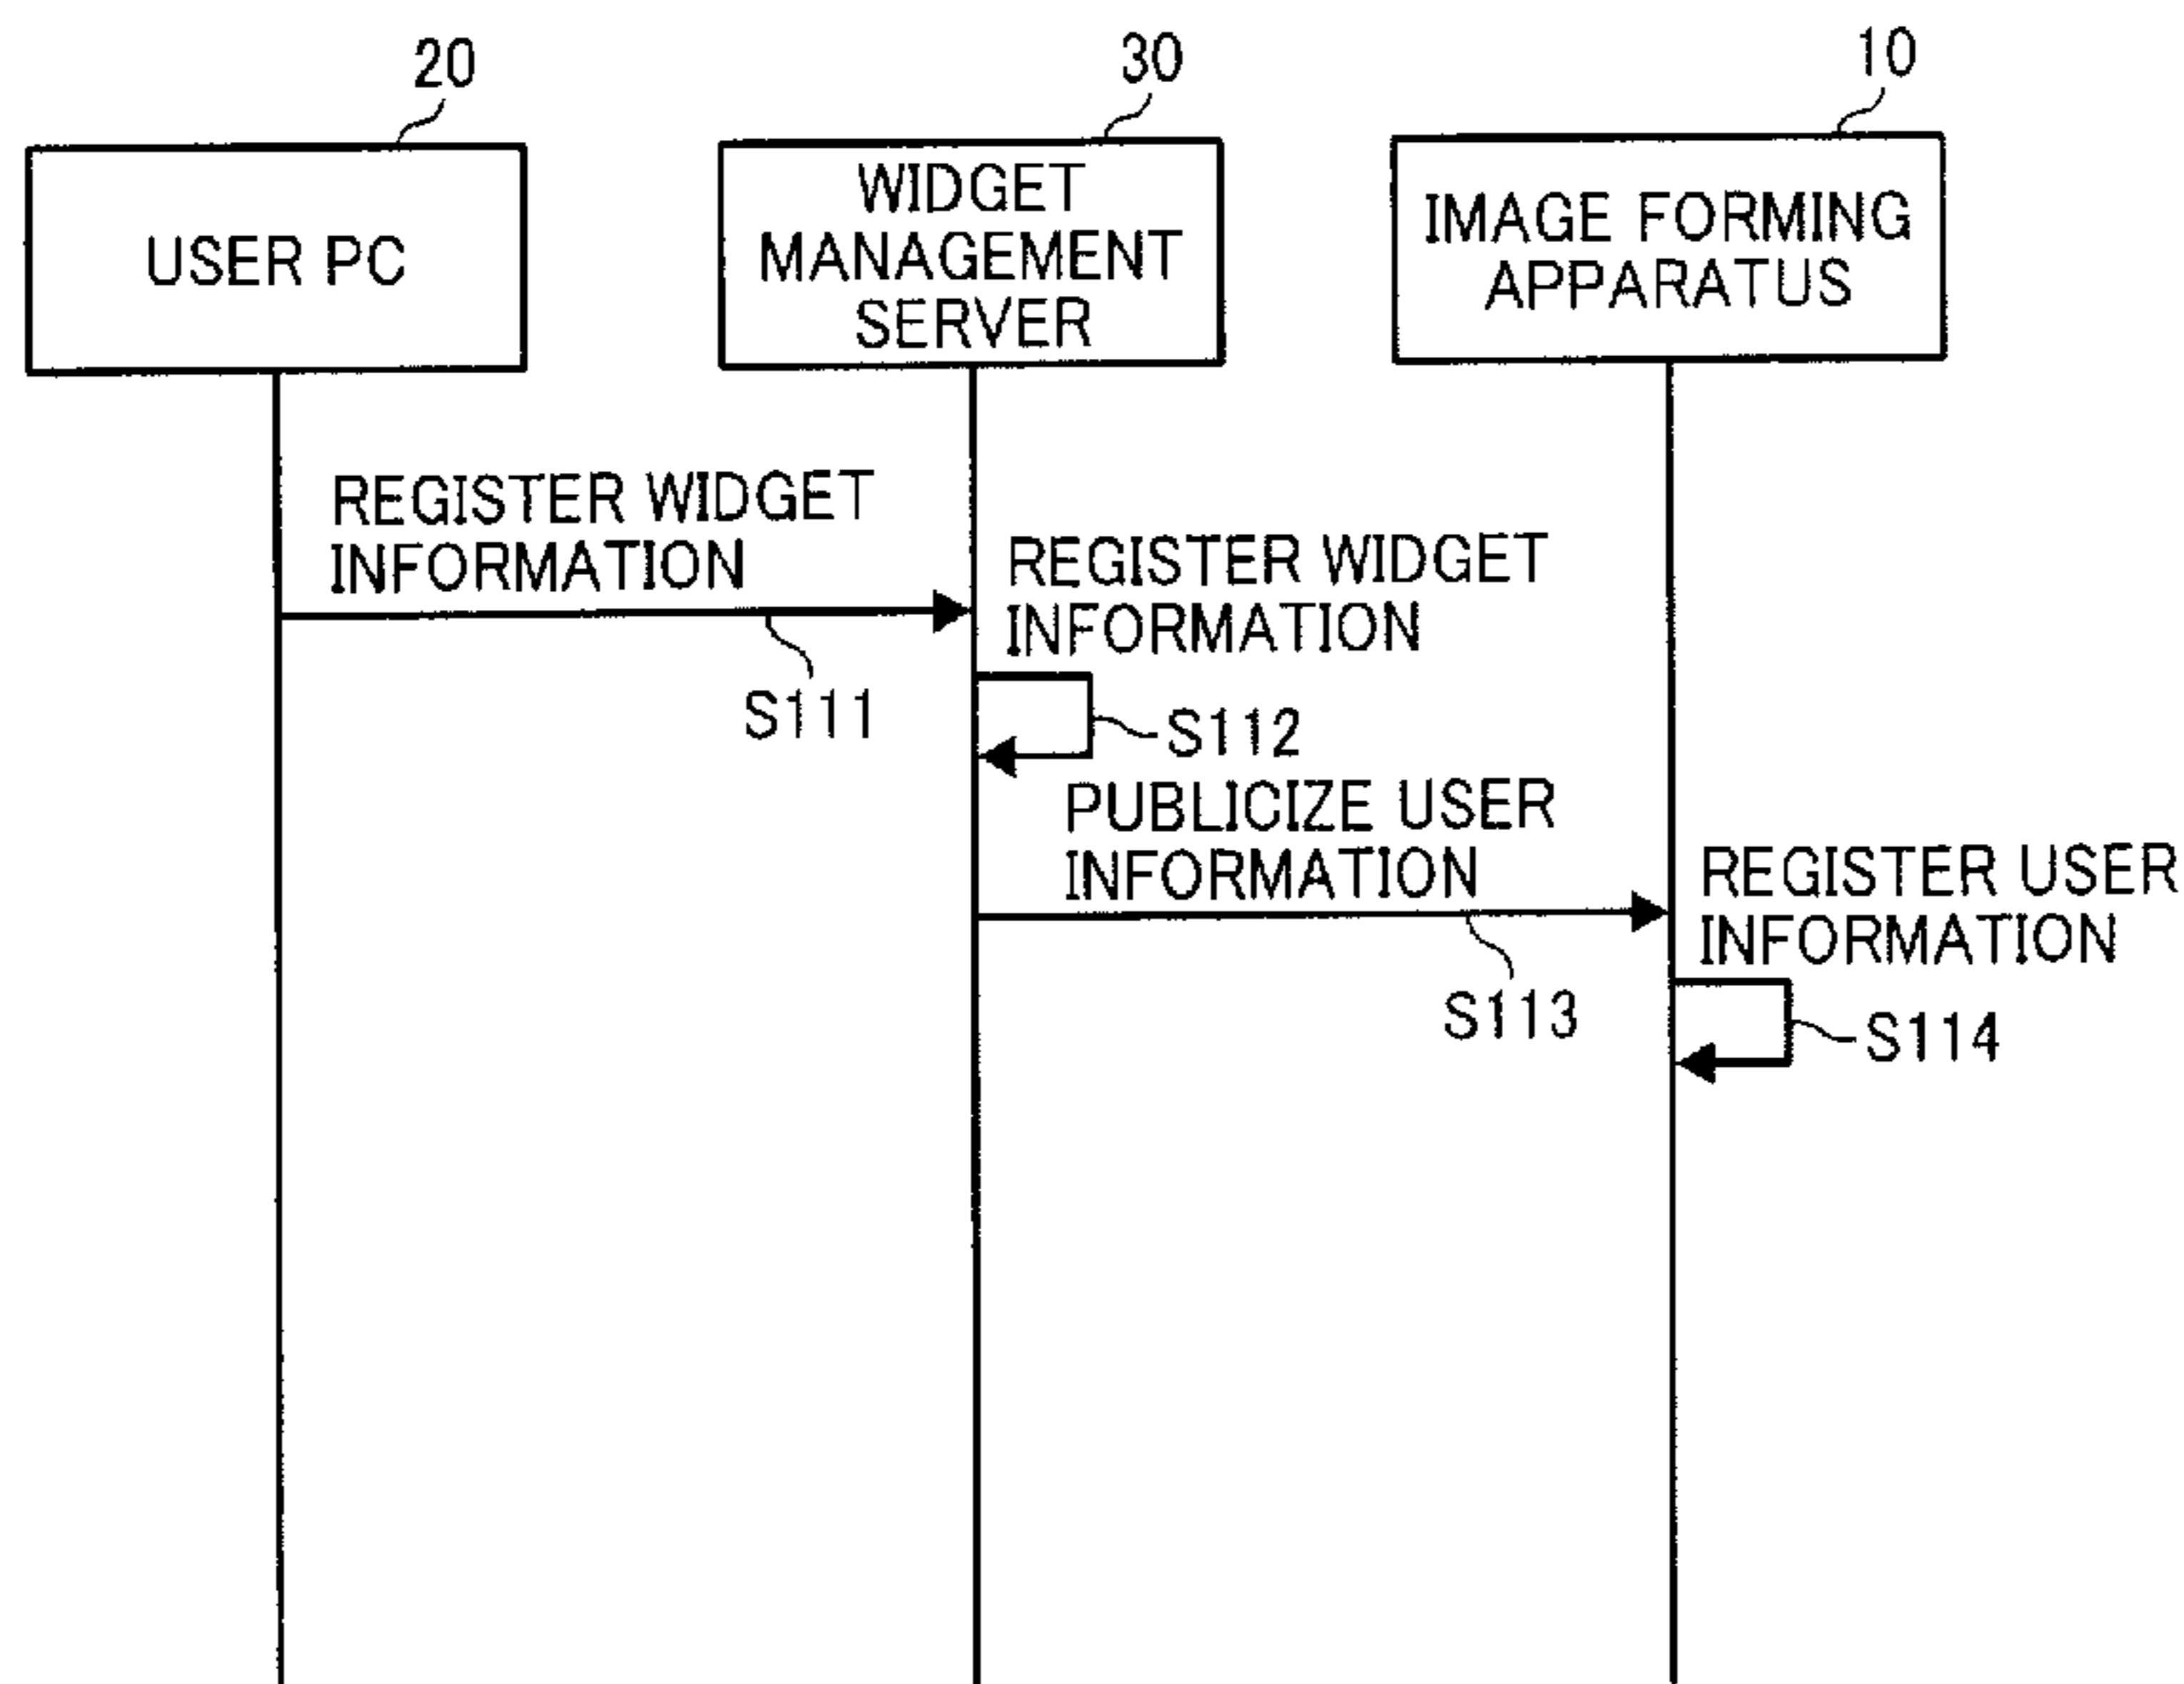 20
30
10
USER PC
WIDGET
MANAGEMENT
SERVER
IMAGE FORMING
APPARATUS
REGISTER WIDGET
INFORMATION
S111
REGISTER WIDGET
INFORMATION
S112
PUBLICIZE USER
INFORMATION
S113
REGISTER USER
INFORMATION
S114